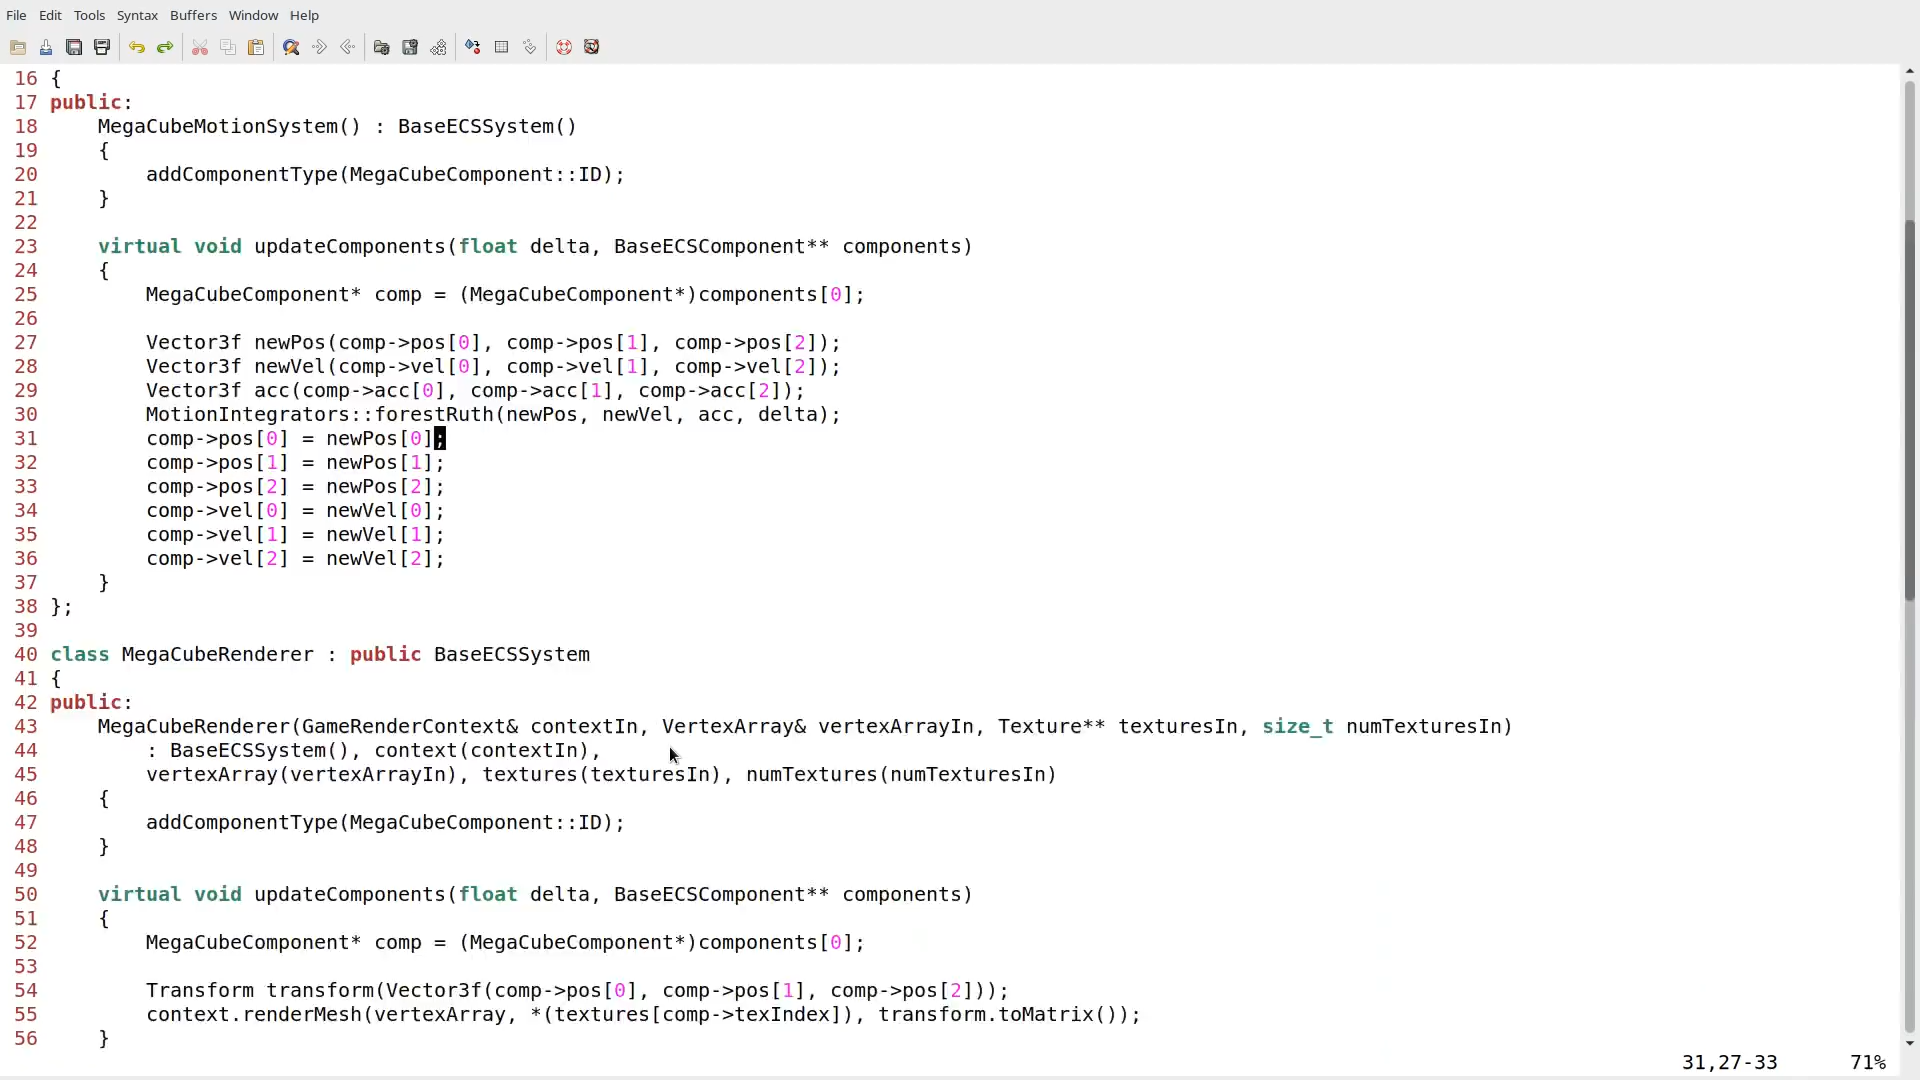 File Edit Tools Syntax Buffers Window Help
16 {
17 public:
18     MegaCubeMotionSystem() : BaseECSSystem()
19     {
20         addComponentType(MegaCubeComponent::ID);
21     }
22
23     virtual void updateComponents(float delta, BaseECSComponent** components)
24     {
25         MegaCubeComponent* comp = (MegaCubeComponent*)components[0];
26
27         Vector3f newPos(comp->pos[0], comp->pos[1], comp->pos[2]);
28         Vector3f newVel(comp->vel[0], comp->vel[1], comp->vel[2]);
29         Vector3f acc(comp->acc[0], comp->acc[1], comp->acc[2]);
30         MotionIntegrators::forestRuth(newPos, newVel, acc, delta);
31         comp->pos[0] = newPos[0];
32         comp->pos[1] = newPos[1];
33         comp->pos[2] = newPos[2];
34         comp->vel[0] = newVel[0];
35         comp->vel[1] = newVel[1];
36         comp->vel[2] = newVel[2];
37     }
38 };
39
40 class MegaCubeRenderer : public BaseECSSystem
41 {
42 public:
43     MegaCubeRenderer(GameRenderContext& contextIn, VertexArray& vertexArrayIn, Texture** texturesIn, size_t numTexturesIn)
44         : BaseECSSystem(), context(contextIn),
45         vertexArray(vertexArrayIn), textures(texturesIn), numTextures(numTexturesIn)
46     {
47         addComponentType(MegaCubeComponent::ID);
48     }
49
50     virtual void updateComponents(float delta, BaseECSComponent** components)
51     {
52         MegaCubeComponent* comp = (MegaCubeComponent*)components[0];
53
54         Transform transform(Vector3f(comp->pos[0], comp->pos[1], comp->pos[2]));
55         context.renderMesh(vertexArray, *(textures[comp->texIndex]), transform.toMatrix());
56     }
31,27-33 71%